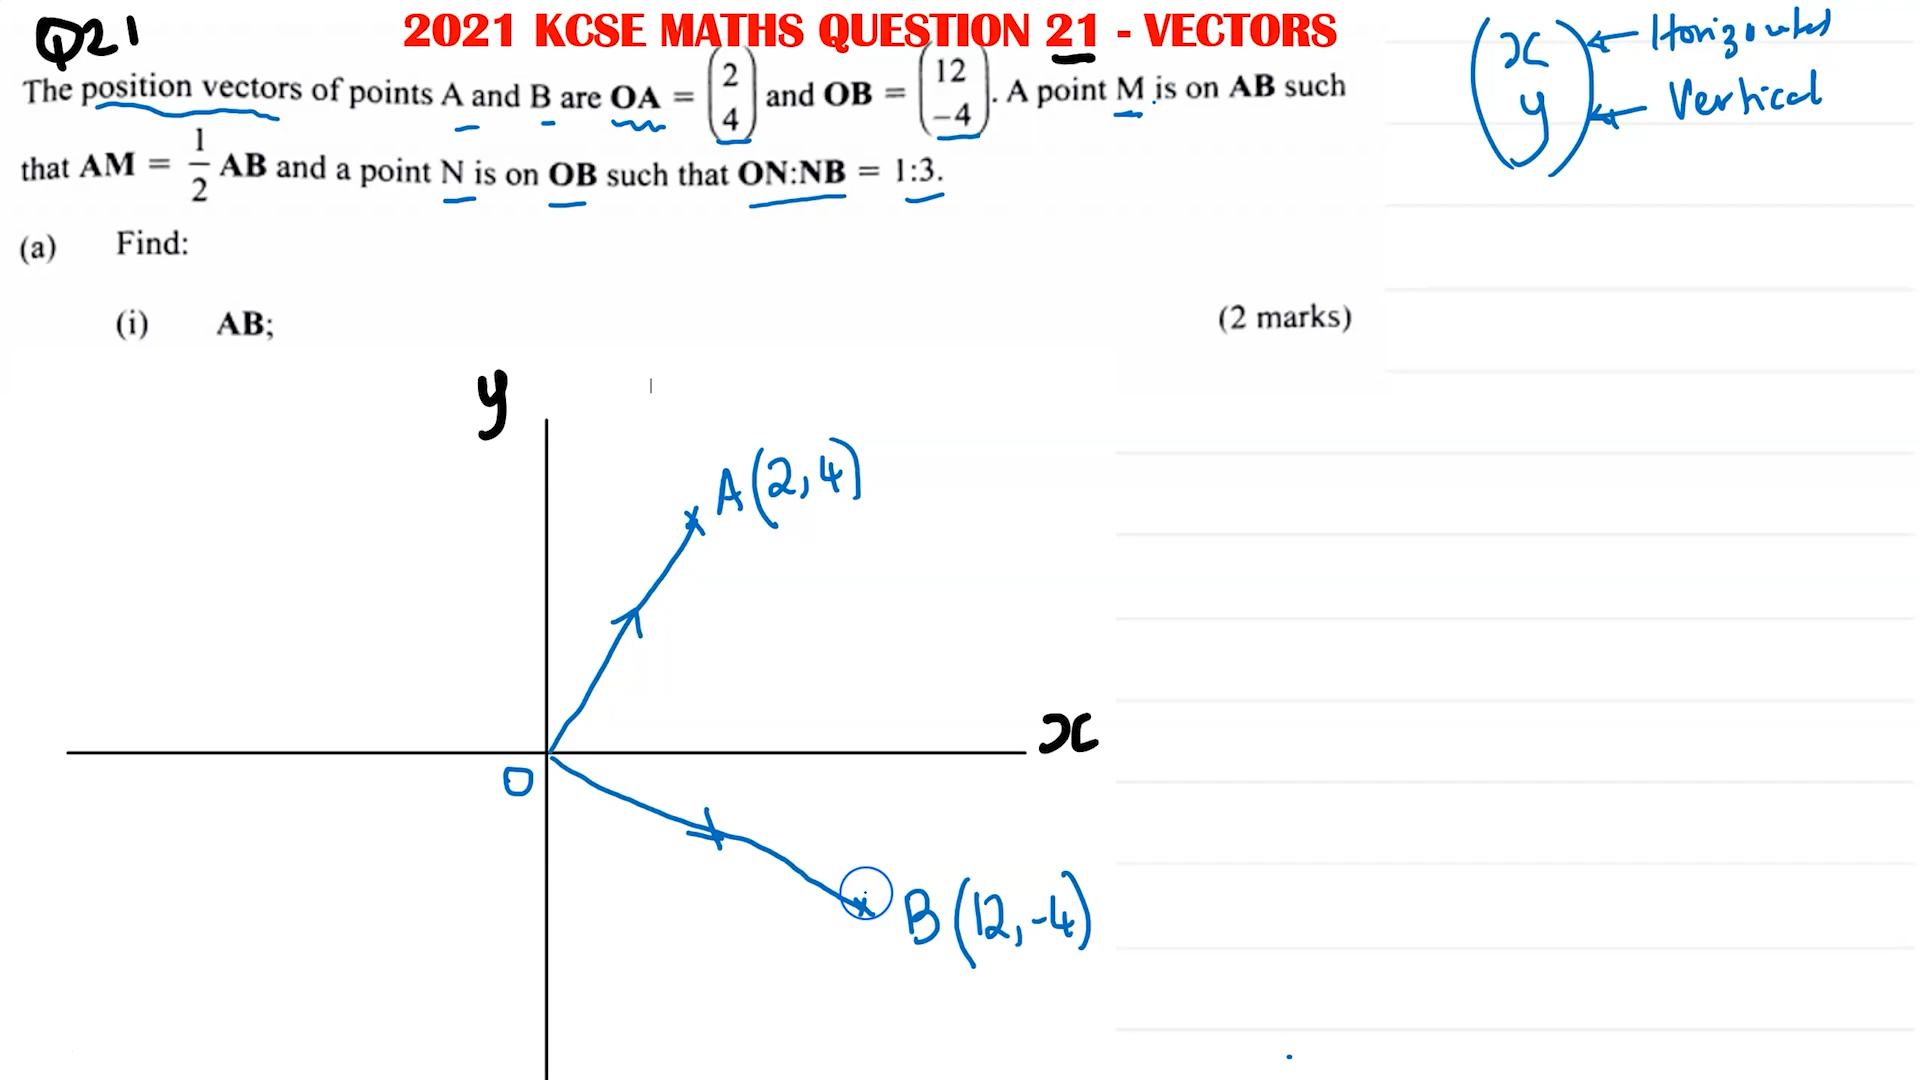 Q21
2021 KCSE MATHS QUESTION 21 - VECTORS
The position vectors of points A and B are OA = (2 4) and OB = (12 -4). A point M is on AB such
that AM = 1/2 AB and a point N is on OB such that ON:NB = 1:3.
(x y)
Horizontal
Vertical
(a) Find:
(i) AB; (2 marks)
y
A(2,4)
x
O
B(12,-4)